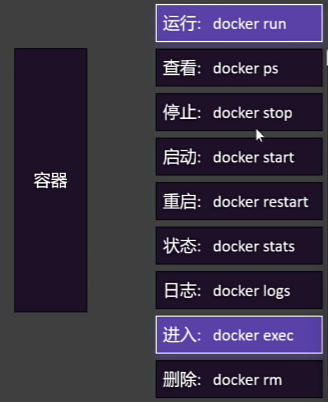 容器
运行: docker run
查看: docker ps
停止: docker stop
启动: docker start
重启: docker restart
状态: docker stats
日志: docker logs
进入: docker exec
删除: docker rm